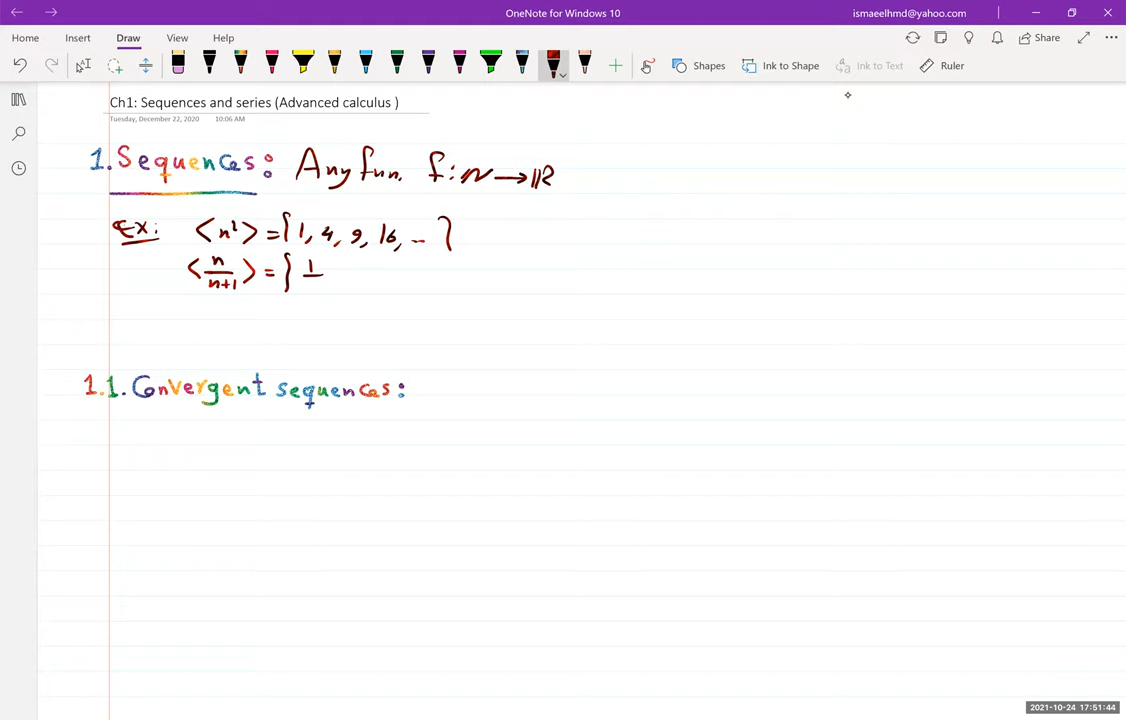 OneNote for Windows 10
ismaeelhmd@yahoo.com
Home Insert Draw View Help
Share
Shapes Ink to Shape Ink to Text Ruler
Ch1: Sequences and series (Advanced calculus )
Tuesday, December 22, 2020 10:06 AM
1. Sequences: Any fun. f: N → IR
Ex: < n² > = { 1, 4, 9, 16, ... }
< n/n+1 > = { 1
1.1. Convergent sequences:
2021-10-24 17:51:44